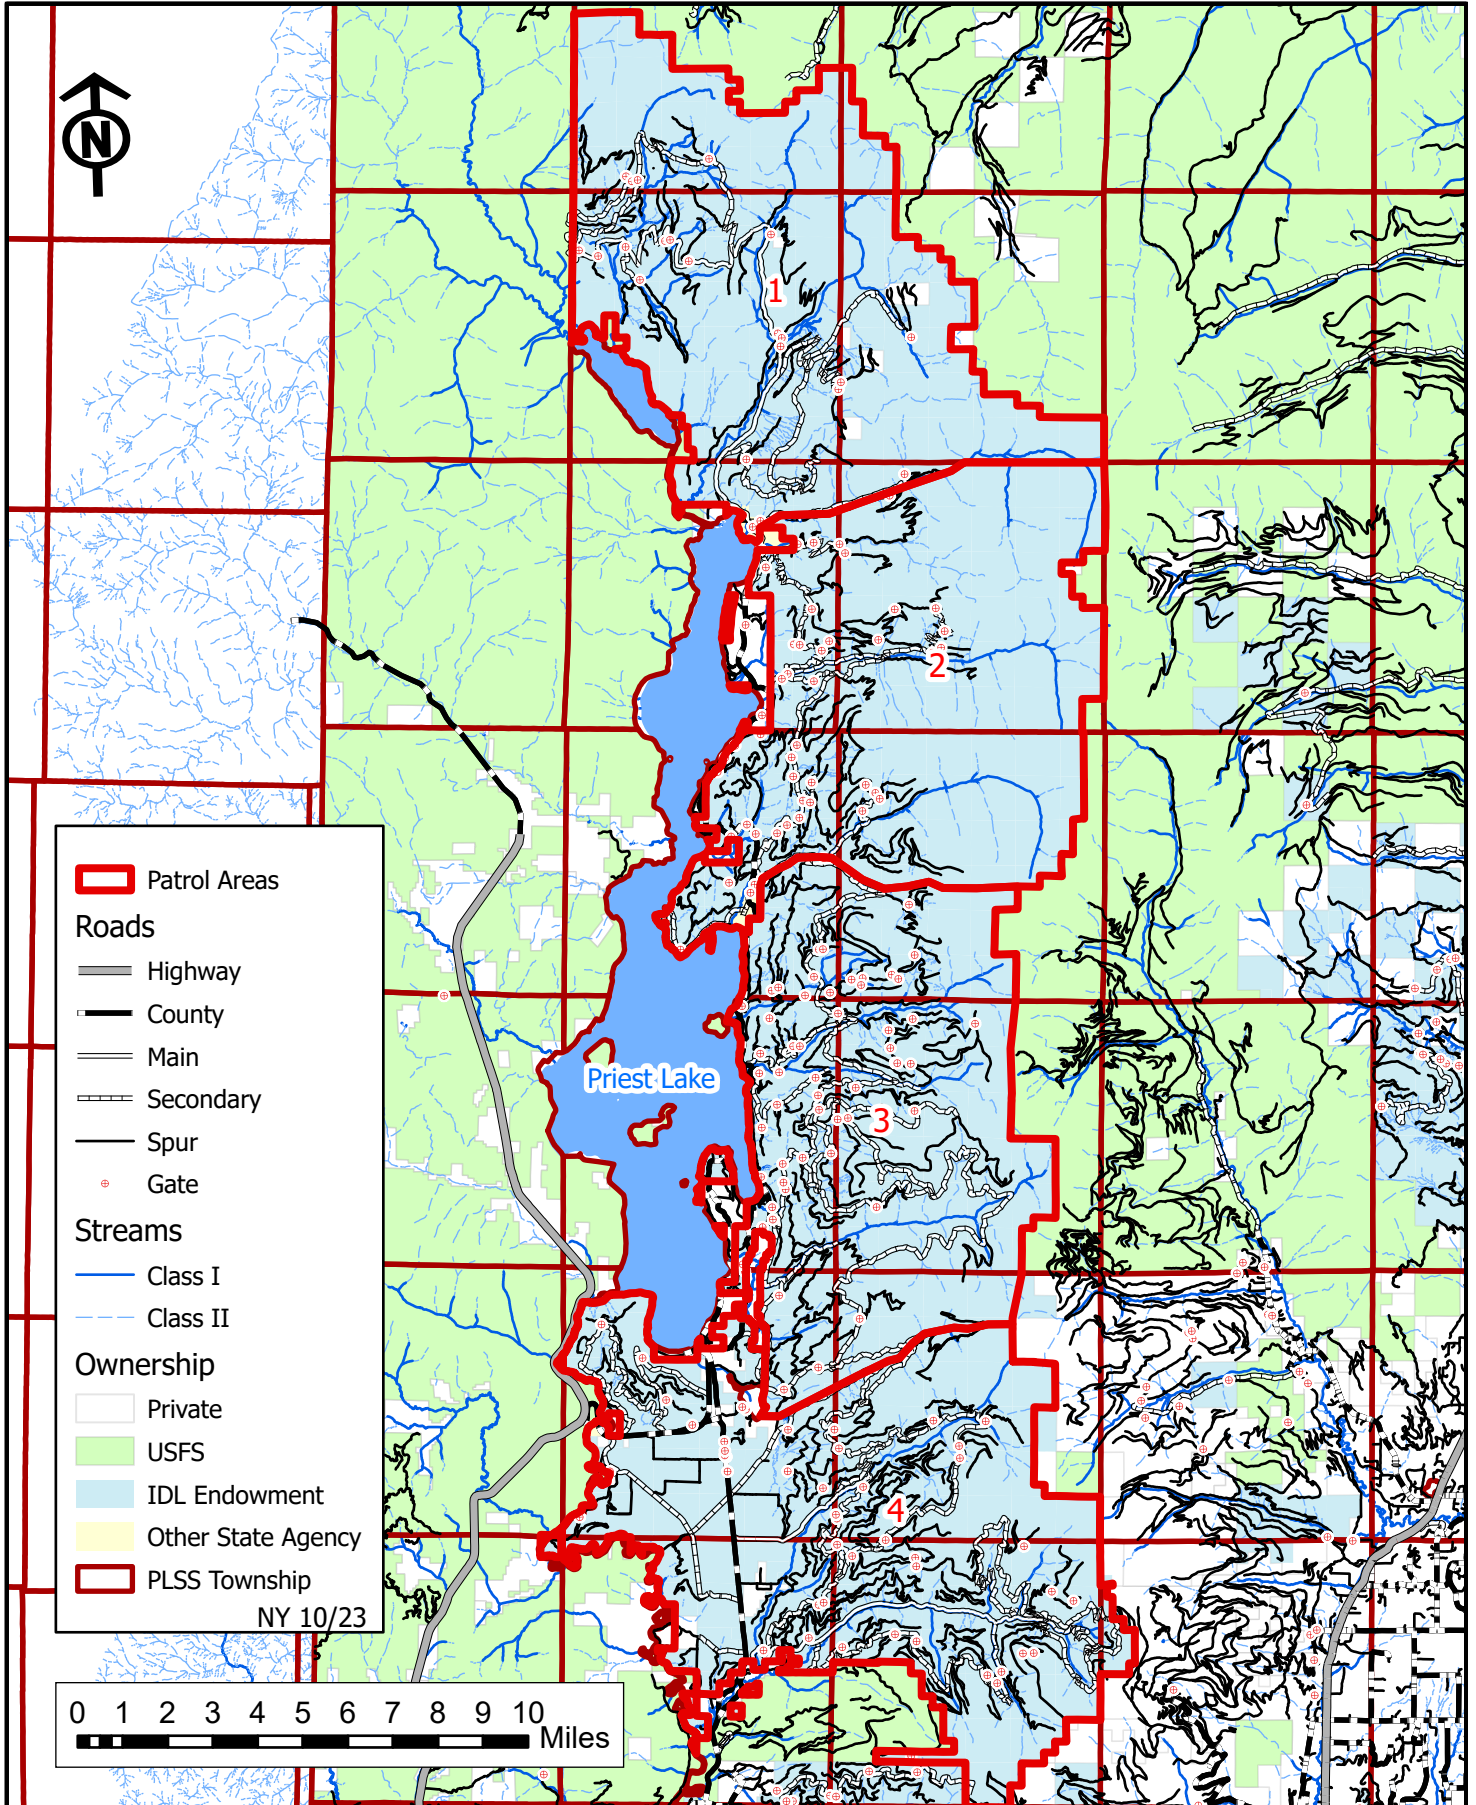 N
1
2
Priest Lake
3
4
Patrol Areas
Roads
Highway
County
Main
Secondary
Spur
Gate
Streams
Class I
Class II
Ownership
Private
USFS
IDL Endowment
Other State Agency
PLSS Township
NY 10/23
0 1 2 3 4 5 6 7 8 9 10
Miles